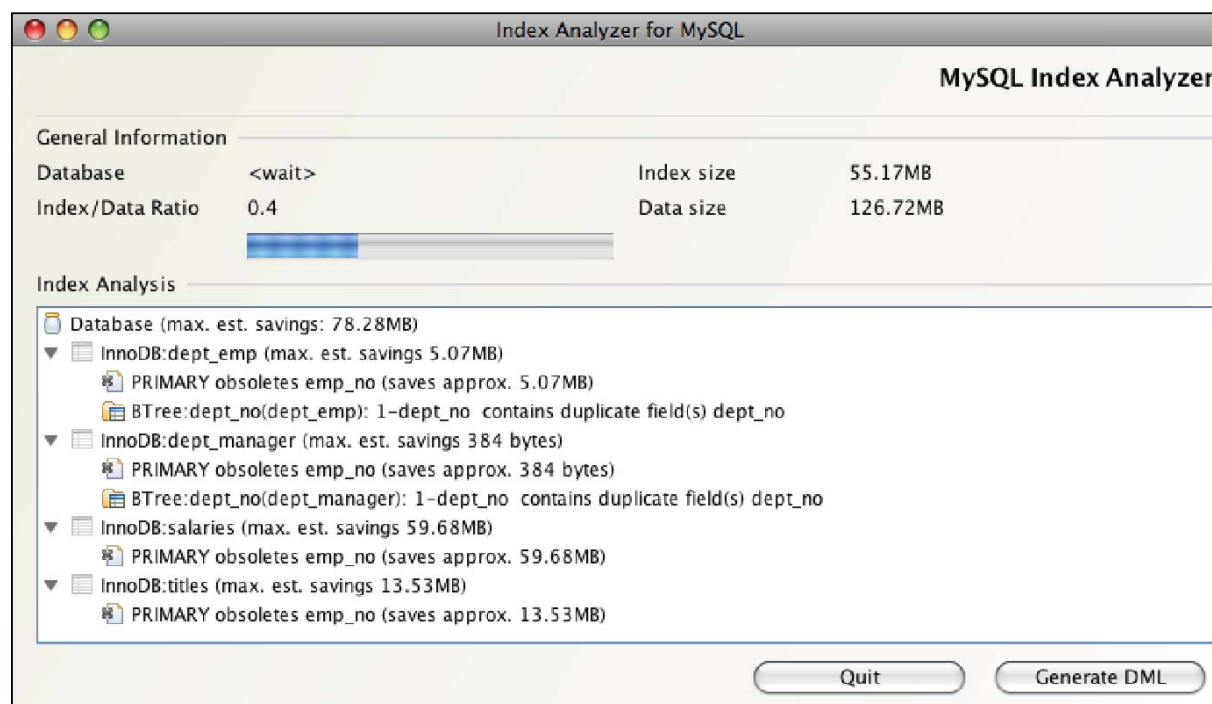 Index Analyzer for MySQL
MySQL Index Analyzer
General Information
Database <wait> Index size 55.17MB
Index/Data Ratio 0.4 Data size 126.72MB
Index Analysis
Database (max. est. savings: 78.28MB)
InnoDB:dept_emp (max. est. savings 5.07MB)
PRIMARY obsoletes emp_no (saves approx. 5.07MB)
BTree:dept_no(dept_emp): 1-dept_no contains duplicate field(s) dept_no
InnoDB:dept_manager (max. est. savings 384 bytes)
PRIMARY obsoletes emp_no (saves approx. 384 bytes)
BTree:dept_no(dept_manager): 1-dept_no contains duplicate field(s) dept_no
InnoDB:salaries (max. est. savings 59.68MB)
PRIMARY obsoletes emp_no (saves approx. 59.68MB)
InnoDB:titles (max. est. savings 13.53MB)
PRIMARY obsoletes emp_no (saves approx. 13.53MB)
Quit Generate DML